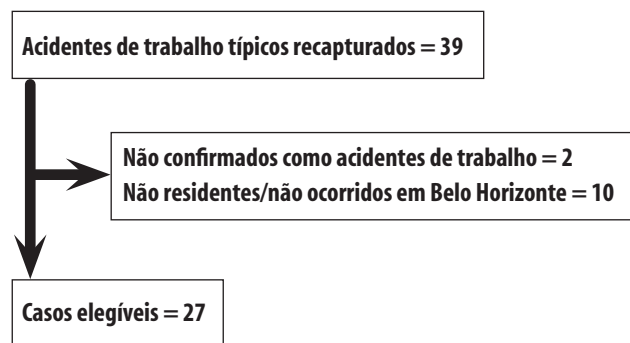 Acidentes de trabalho típicos recapturados = 39
Não confirmados como acidentes de trabalho = 2
Não residentes/não ocorridos em Belo Horizonte = 10
Casos elegíveis = 27